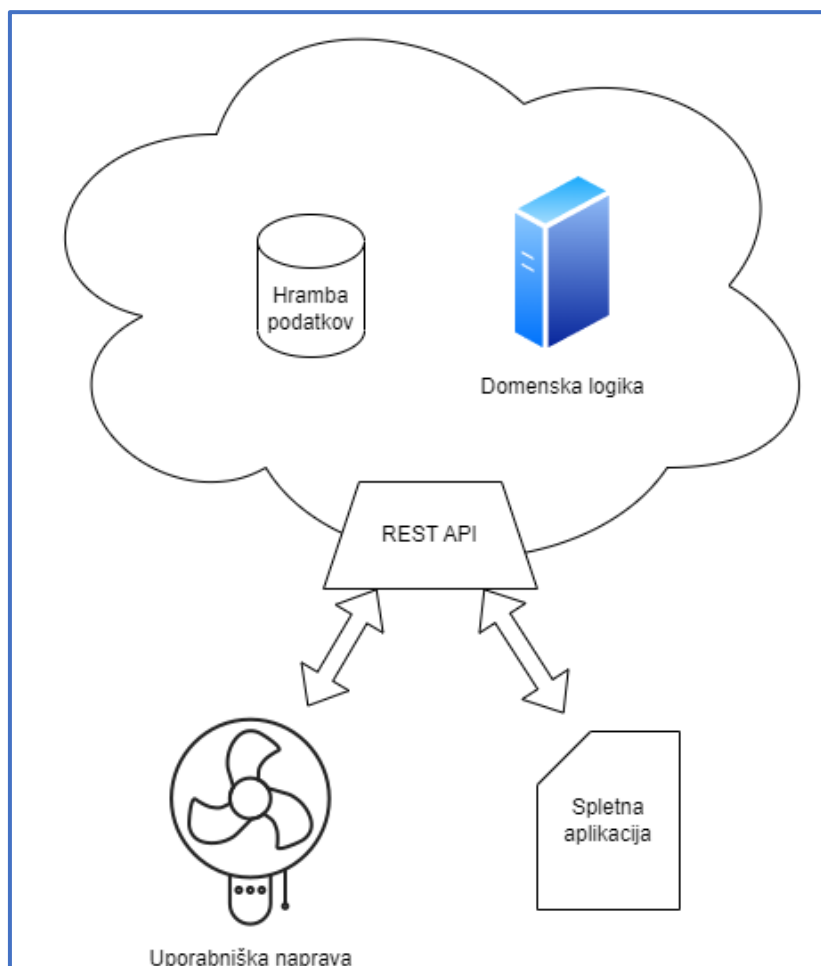 Hramba
podatkov
Domenska logika
REST API
Spletna
aplikacija
Uporabniška naprava